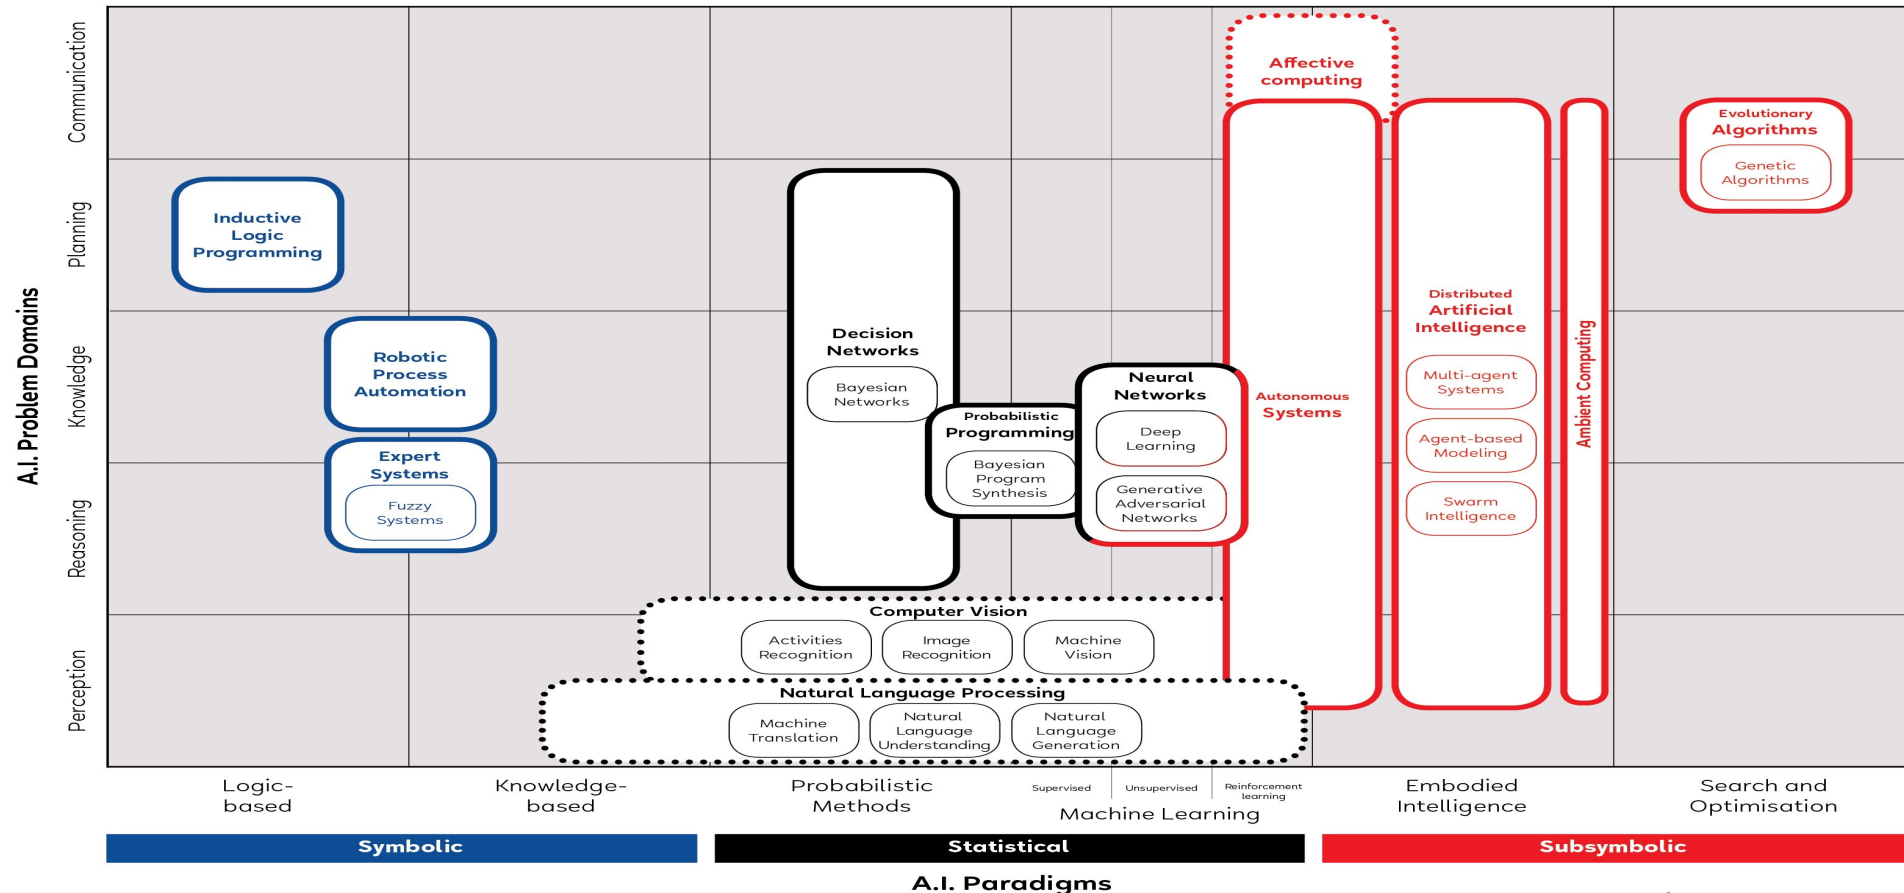 A.I. Problem Domains
Communication
Planning
Knowledge
Reasoning
Perception
Affective
computing
Evolutionary
Algorithms
Genetic
Algorithms
Inductive
Logic
Programming
Robotic
Process
Automation
Expert
Systems
Fuzzy
Systems
Decision
Networks
Bayesian
Networks
Probabilistic
Programming
Bayesian
Program
Synthesis
Neural
Networks
Deep
Learning
Generative
Adversarial
Networks
Autonomous
Systems
Distributed
Artificial
Intelligence
Multi-agent
Systems
Agent-based
Modeling
Swarm
Intelligence
Ambient Computing
Computer Vision
Activities
Recognition
Image
Recognition
Machine
Vision
Natural Language Processing
Machine
Translation
Natural
Language
Understanding
Natural
Language
Generation
Logic-
based
Knowledge-
based
Probabilistic
Methods
Supervised
Unsupervised
Reinforcement
learning
Machine Learning
Embodied
Intelligence
Search and
Optimisation
Symbolic
Statistical
Subsymbolic
A.I. Paradigms